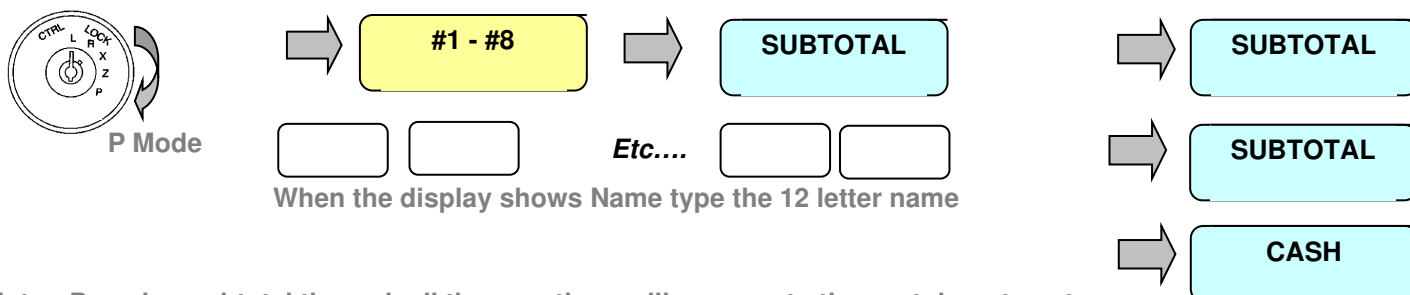 CTRL L LOCK R X Z P
#1 - #8
SUBTOTAL
SUBTOTAL
P Mode
Etc....
SUBTOTAL
When the display shows Name type the 12 letter name
CASH